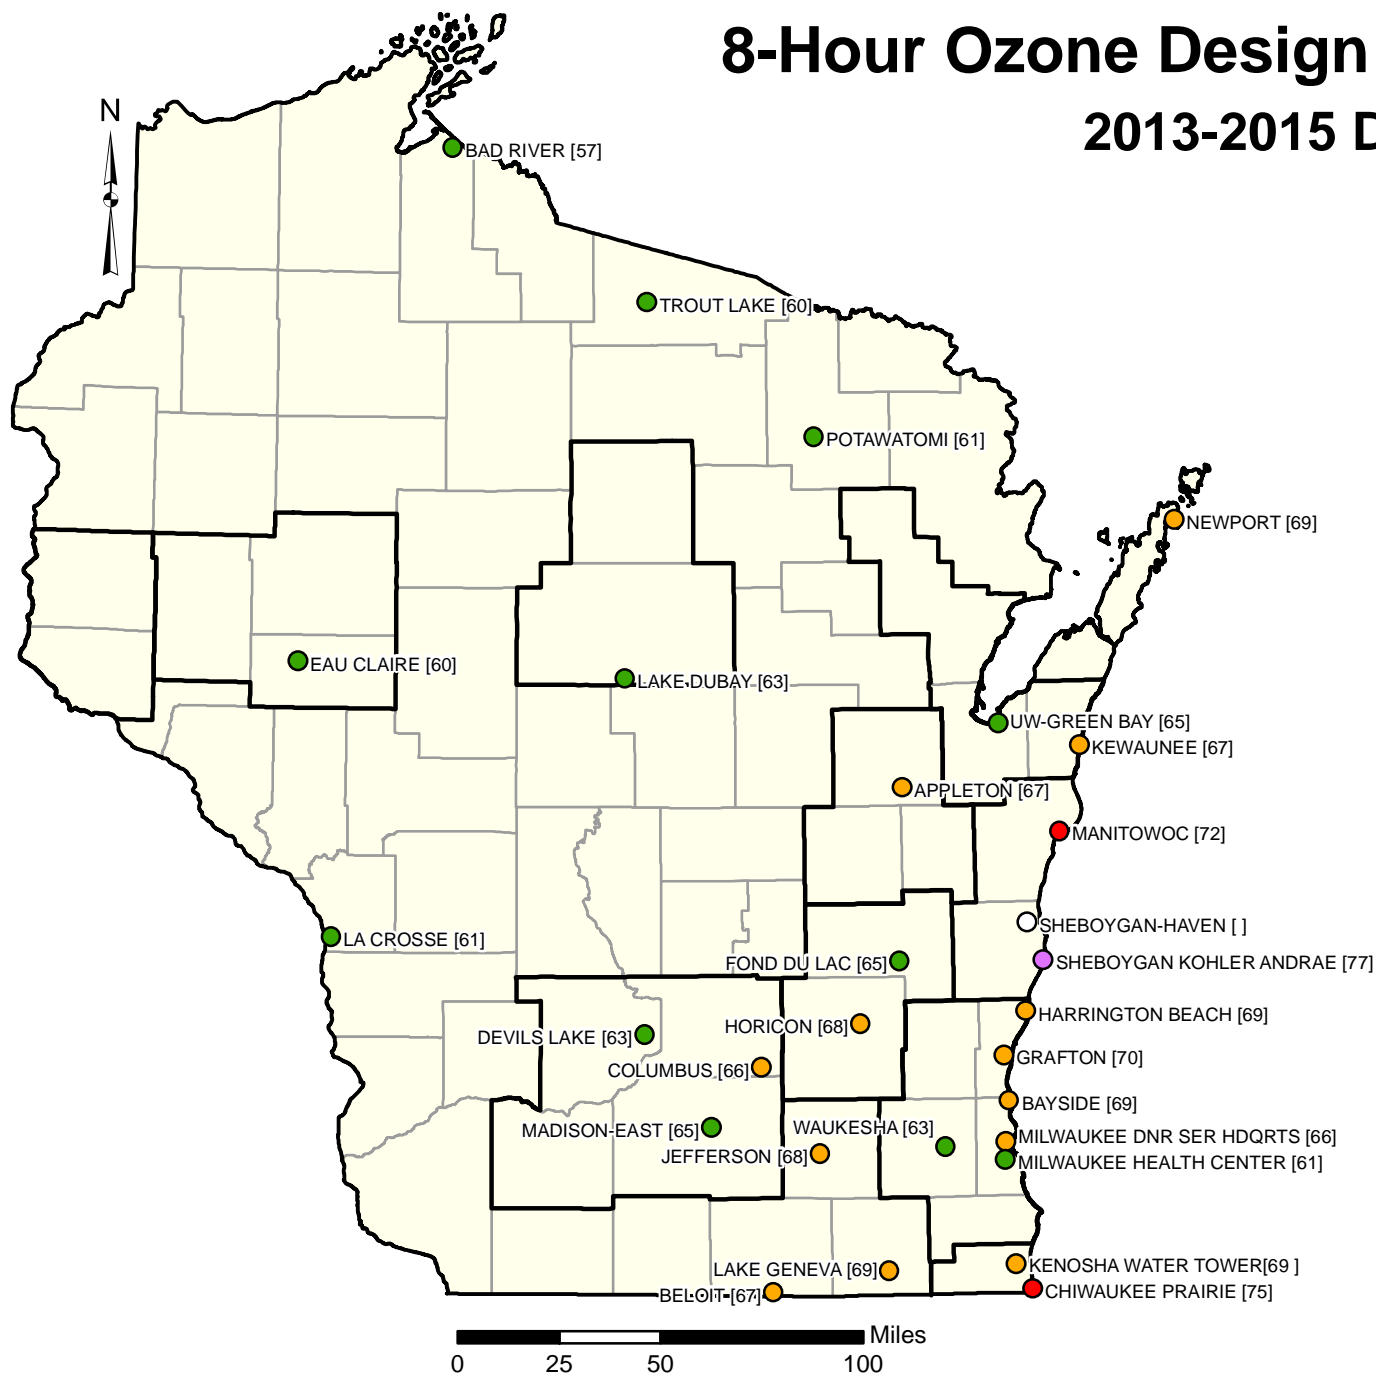 8-Hour Ozone Design
2013-2015 D
N
BAD RIVER [57]
TROUT LAKE [60]
POTAWATOMI [61]
NEWPORT [69]
EAU CLAIRE [60]
LAKE DUBAY [63]
UW-GREEN BAY [65]
KEWAUNEE [67]
APPLETON [67]
MANITOWOC [72]
SHEBOYGAN-HAVEN [ ]
LA CROSSE [61]
FOND DU LAC [65]
SHEBOYGAN KOHLER ANDRAE [77]
HARRINGTON BEACH [69]
HORICON [68]
DEVILS LAKE [63]
GRAFTON [70]
COLUMBUS [66]
BAYSIDE [69]
WAUKESHA [63]
MADISON-EAST [65]
MILWAUKEE DNR SER HDQRTS [66]
JEFFERSON [68]
MILWAUKEE HEALTH CENTER [61]
KENOSHA WATER TOWER[69 ]
LAKE GENEVA [69]
CHIWAUKEE PRAIRIE [75]
BELOIT [67]
Miles
0 25 50 100